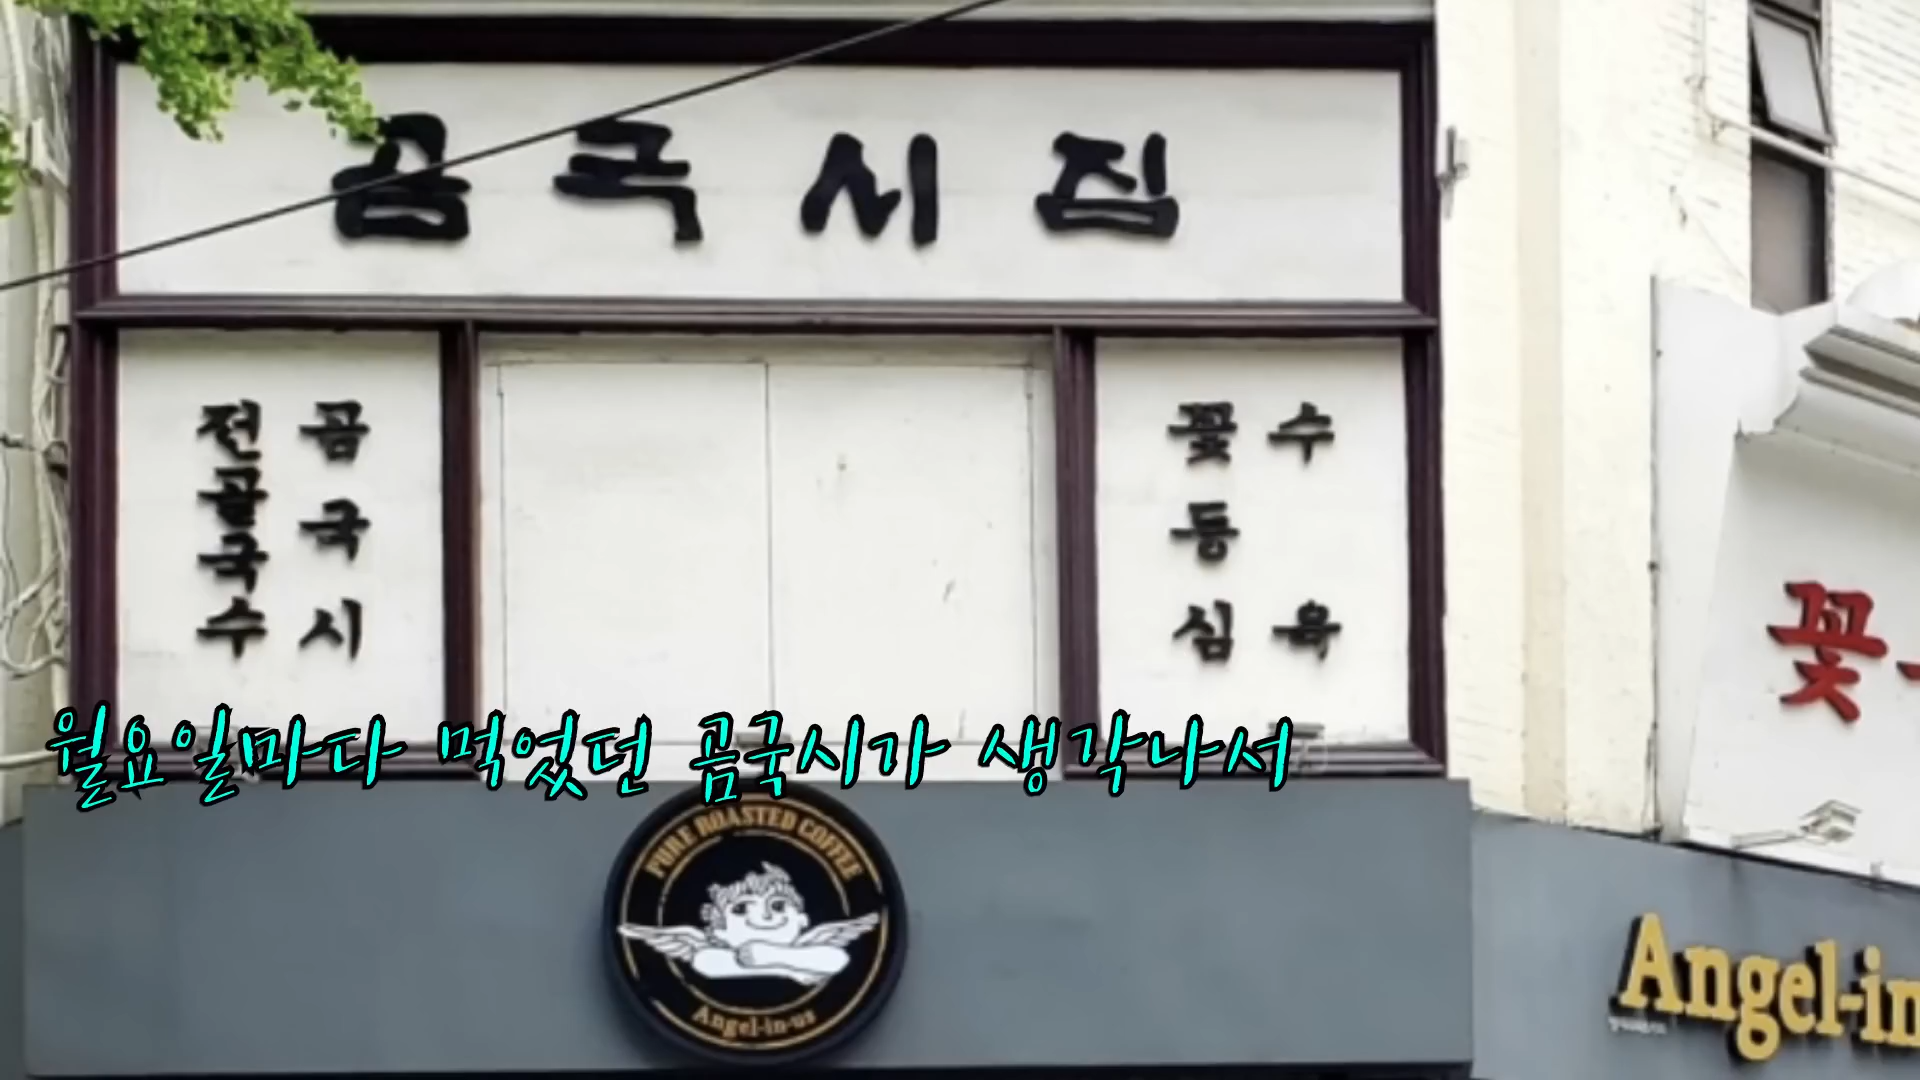 곰국시집
곰국시
전골국수
수육
꽃등심
꽃
월요일마다 먹었던 곰국시가 생각나서
PURE ROASTED COFFEE
Angel-in-us
Angel-in